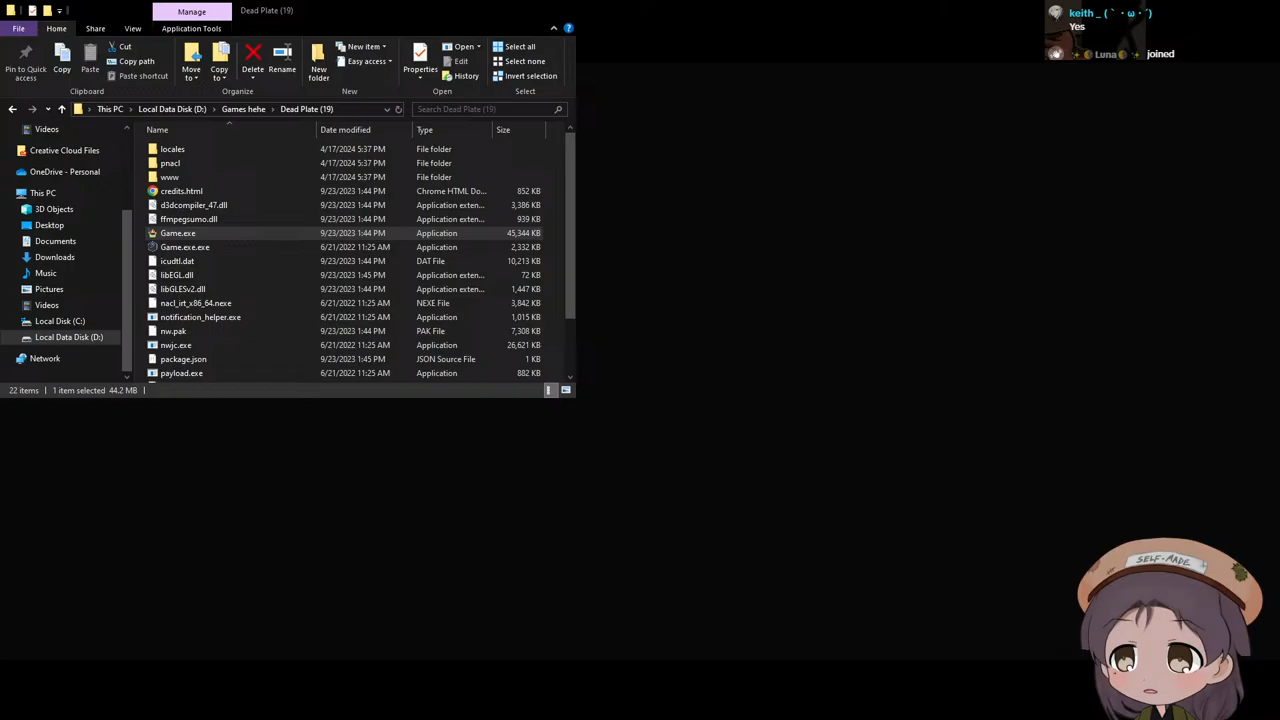 Manage
Dead Plate (19)
File
Home
Share
View
Application Tools
Pin to Quick access
Copy
Paste
Cut
Copy path
Paste shortcut
Clipboard
Move to
Copy to
Delete
Rename
Organize
New folder
New item
Easy access
New
Properties
Open
Edit
History
Open
Select all
Select none
Invert selection
Select
This PC
Local Data Disk (D:)
Games hehe
Dead Plate (19)
Search Dead Plate (19)
Videos
Creative Cloud Files
OneDrive - Personal
This PC
3D Objects
Desktop
Documents
Downloads
Music
Pictures
Videos
Local Disk (C:)
Local Data Disk (D:)
Network
Name Date modified Type Size
locales 4/17/2024 5:37 PM File folder
pnacl 4/17/2024 5:37 PM File folder
www 4/17/2024 5:37 PM File folder
credits.html 9/23/2023 1:44 PM Chrome HTML Do... 852 KB
d3dcompiler_47.dll 9/23/2023 1:44 PM Application exten... 3,386 KB
ffmpegsumo.dll 9/23/2023 1:44 PM Application exten... 939 KB
Game.exe 9/23/2023 1:44 PM Application 45,344 KB
Game.exe.exe 6/21/2022 11:25 AM Application 2,332 KB
icudtl.dat 9/23/2023 1:44 PM DAT File 10,213 KB
libEGL.dll 9/23/2023 1:45 PM Application exten... 72 KB
libGLESv2.dll 9/23/2023 1:44 PM Application exten... 1,447 KB
nacl_irt_x86_64.nexe 6/21/2022 11:25 AM NEXE File 3,842 KB
notification_helper.exe 6/21/2022 11:25 AM Application 1,015 KB
nw.pak 9/23/2023 1:44 PM PAK File 7,308 KB
nwjc.exe 6/21/2022 11:25 AM Application 26,621 KB
package.json 9/23/2023 1:45 PM JSON Source File 1 KB
payload.exe 6/21/2022 11:25 AM Application 882 KB
22 items
1 item selected 44.2 MB
keith _ ( ｀・ω・´)
Yes
Luna joined
SELF-MADE